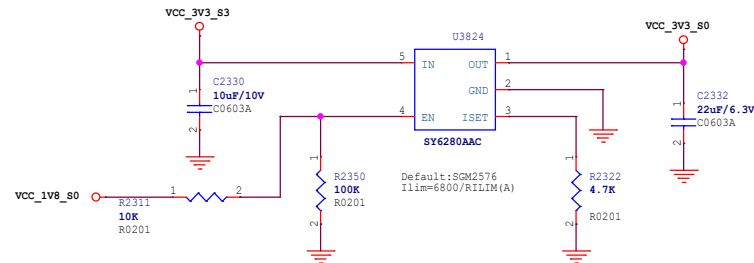 VCC_3V3_S3
U3824
VCC_3V3_S0
5
IN
OUT
1
C2330
1
10uF/10V
C0603A
2
GND
2
C2332
1
22uF/6.3V
C0603A
2
4
EN
ISET
3
SY6280AAC
1
R2350
100K
R0201
2
Default:SGM2576
Ilim=6800/RILIM(A)
1
R2322
4.7K
R0201
2
VCC_1V8_S0
1
2
R2311
10K
R0201